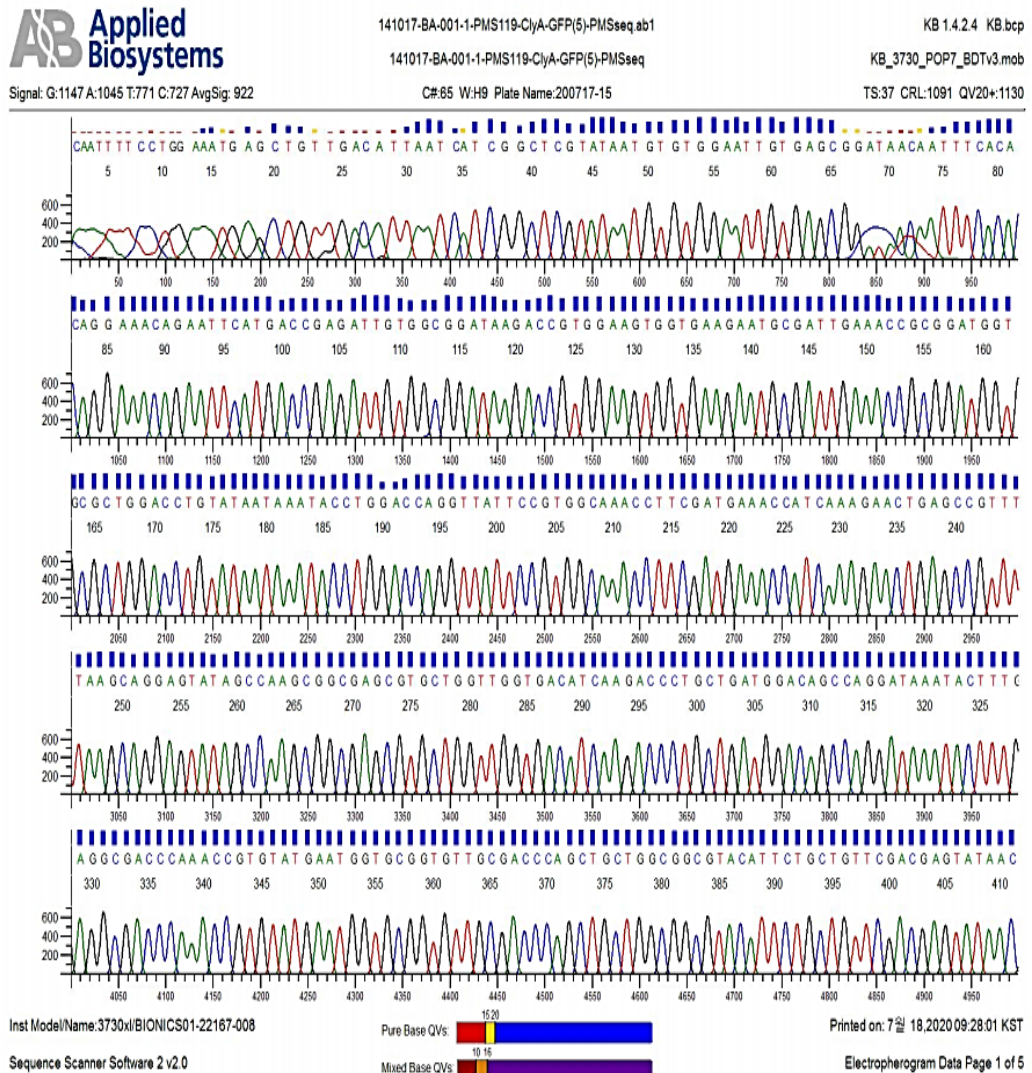 AB Applied Biosystems
141017-BA-001-1-PMS119-ClyA-GFP(5)-PMSseq.ab1
KB 1.4.2.4 KB.bcp
141017-BA-001-1-PMS119-ClyA-GFP(5)-PMSseq
KB_3730_POP7_BDTv3.mob
Signal: G:1147 A:1045 T:771 C:727 AvgSig: 922
C#:65 W:H9 Plate Name:200717-15
TS:37 CRL:1091 QV20+:1130
CAATTTTCCTGG AAATGAGCTGTTGACATTAATCATCGGCTCGTATAATGTGTGGAATTGTGAGCGGATAACAATTTCACA
5 10 15 20 25 30 35 40 45 50 55 60 65 70 75 80
600
400
200
50 100 150 200 250 300 350 400 450 500 550 600 650 700 750 800 850 900 950
CAGGAAACAGAATTCATGACCGAGATTGTGGCGGATAAGACCGTGGAAGTGGTGAAGAATGCGATTGAAACCGCGGATGGT
85 90 95 100 105 110 115 120 125 130 135 140 145 150 155 160
600
400
200
1050 1100 1150 1200 1250 1300 1350 1400 1450 1500 1550 1600 1650 1700 1750 1800 1850 1900 1950
GCGCTGGACCTGTATAATAAATACCTGGACCAGGTTATTCCGTGGCAAACCTTCGATGAAACCATCAAAGAACTGAGCCGTTT
165 170 175 180 185 190 195 200 205 210 215 220 225 230 235 240
600
400
200
2050 2100 2150 2200 2250 2300 2350 2400 2450 2500 2550 2600 2650 2700 2750 2800 2850 2900 2950
TAAGCAGGAGTATAGCCAAGCGGCGAGCGTGCTGGTTGGTGACATCAAGACCCTGCTGATGGACAGCCAGGATAAATACTTTG
250 255 260 265 270 275 280 285 290 295 300 305 310 315 320 325
600
400
200
3050 3100 3150 3200 3250 3300 3350 3400 3450 3500 3550 3600 3650 3700 3750 3800 3850 3900 3950
AGGCGACCCAAACCGTGTATGAATGGTGCGGTGTTGCGACCCAGCTGCTGGCGGCGTACATTCTGCTGTTCGACGAGTATAAC
330 335 340 345 350 355 360 365 370 375 380 385 390 395 400 405 410
600
400
200
4050 4100 4150 4200 4250 4300 4350 4400 4450 4500 4550 4600 4650 4700 4750 4800 4850 4900 4950
Inst Model/Name:3730xl/BIONICS01-22167-008
15 20
Pure Base QVs:
Printed on: 7월 18,2020 09:28:01 KST
10 16
Sequence Scanner Software 2 v2.0
Mixed Base QVs:
Electropherogram Data Page 1 of 5